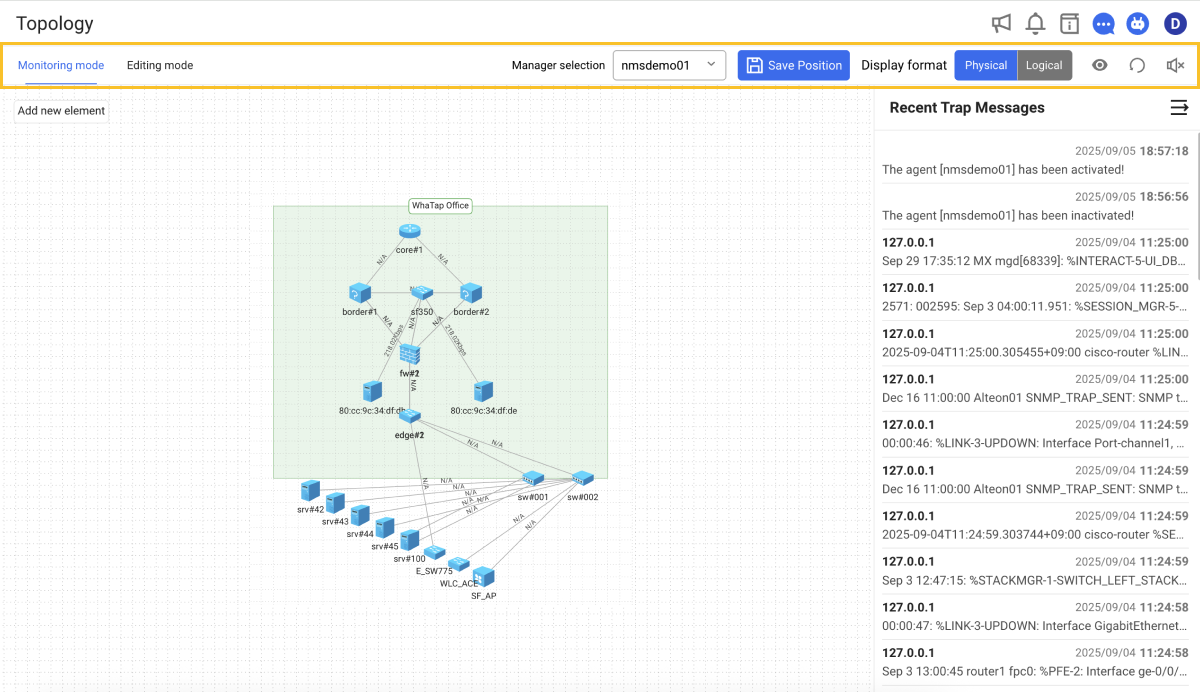 Topology
D
Monitoring mode
Editing mode
Manager selection
nmsdemo01
Save Position
Display format
Physical
Logical
Add new element
WhaTap Office
core#1
N/A
N/A
border#1
sf350
border#2
N/A
N/A
N/A
218.02Kbps
218.02Kbps
N/A
80:cc:9c:34:df:de
edge#2
N/A
N/A
N/A
N/A
N/A
N/A
N/A
N/A
N/A
N/A
N/A
sw#001
sw#002
srv#42
srv#43
srv#44
srv#45
srv#100
E_SW775
WLC_ACE
SF_AP
Recent Trap Messages
2025/09/05 18:57:18
The agent [nmsdemo01] has been activated!
2025/09/05 18:56:56
The agent [nmsdemo01] has been inactivated!
127.0.0.1 2025/09/04 11:25:00
Sep 29 17:35:12 MX mgd[68339]: %INTERACT-5-UI_DB...
127.0.0.1 2025/09/04 11:25:00
2571: 002595: Sep 3 04:00:11.951: %SESSION_MGR-5-...
127.0.0.1 2025/09/04 11:25:00
2025-09-04T11:25:00.305455+09:00 cisco-router %LIN...
127.0.0.1 2025/09/04 11:25:00
Dec 16 11:00:00 Alteon01 SNMP_TRAP_SENT: SNMP t...
127.0.0.1 2025/09/04 11:24:59
00:00:46: %LINK-3-UPDOWN: Interface Port-channel1, ...
127.0.0.1 2025/09/04 11:24:59
Dec 16 11:00:00 Alteon01 SNMP_TRAP_SENT: SNMP t...
127.0.0.1 2025/09/04 11:24:59
2025-09-04T11:24:59.303744+09:00 cisco-router %SE...
127.0.0.1 2025/09/04 11:24:59
Sep 3 12:47:15: %STACKMGR-1-SWITCH_LEFT_STACK...
127.0.0.1 2025/09/04 11:24:58
00:00:47: %LINK-3-UPDOWN: Interface GigabitEthernet...
127.0.0.1 2025/09/04 11:24:58
Sep 3 13:00:45 router1 fpc0: %PFE-2: Interface ge-0/0/...